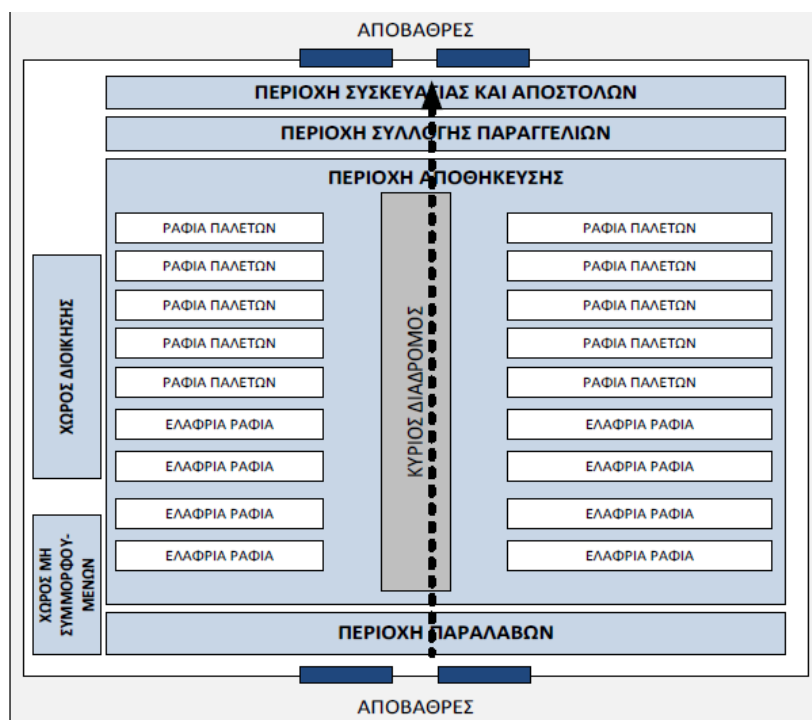 ΑΠΟΒΑΘΡΕΣ
ΠΕΡΙΟΧΗ ΣΥΣΚΕΥΑΣΙΑΣ ΚΑΙ ΑΠΟΣΤΟΛΩΝ
ΠΕΡΙΟΧΗ ΣΥΛΛΟΓΗΣ ΠΑΡΑΓΓΕΛΙΩΝ
ΠΕΡΙΟΧΗ ΑΠΟΘΗΚΕΥΣΗΣ
ΡΑΦΙΑ ΠΑΛΕΤΩΝ
ΡΑΦΙΑ ΠΑΛΕΤΩΝ
ΡΑΦΙΑ ΠΑΛΕΤΩΝ
ΡΑΦΙΑ ΠΑΛΕΤΩΝ
ΡΑΦΙΑ ΠΑΛΕΤΩΝ
ΡΑΦΙΑ ΠΑΛΕΤΩΝ
ΡΑΦΙΑ ΠΑΛΕΤΩΝ
ΡΑΦΙΑ ΠΑΛΕΤΩΝ
ΡΑΦΙΑ ΠΑΛΕΤΩΝ
ΡΑΦΙΑ ΠΑΛΕΤΩΝ
ΕΛΑΦΡΙΑ ΡΑΦΙΑ
ΕΛΑΦΡΙΑ ΡΑΦΙΑ
ΕΛΑΦΡΙΑ ΡΑΦΙΑ
ΕΛΑΦΡΙΑ ΡΑΦΙΑ
ΕΛΑΦΡΙΑ ΡΑΦΙΑ
ΕΛΑΦΡΙΑ ΡΑΦΙΑ
ΕΛΑΦΡΙΑ ΡΑΦΙΑ
ΕΛΑΦΡΙΑ ΡΑΦΙΑ
ΚΥΡΙΟΣ ΔΙΑΔΡΟΜΟΣ
ΧΩΡΟΣ ΔΙΟΙΚΗΣΗΣ
ΧΩΡΟΣ ΜΗ
ΣΥΜΜΟΡΦΟΥ-
ΜΕΝΩΝ
ΠΕΡΙΟΧΗ ΠΑΡΑΛΑΒΩΝ
ΑΠΟΒΑΘΡΕΣ